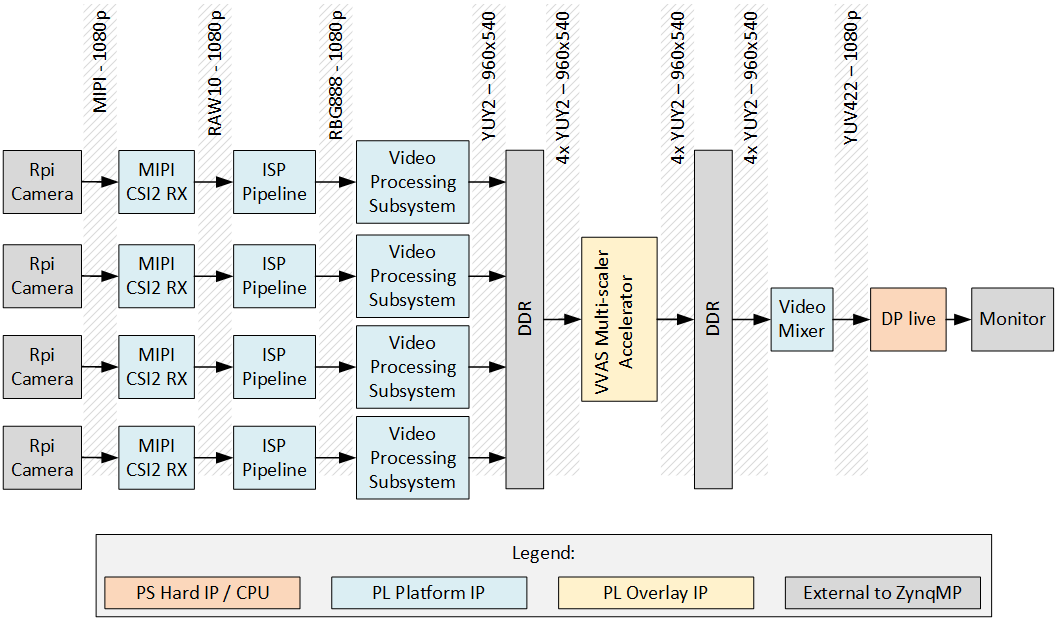 MIPI - 1080p
RAW10 - 1080p
RBG888 - 1080p
YUY2 – 960x540
4x YUY2 – 960x540
4x YUY2 – 960x540
4x YUY2 – 960x540
YUV422 – 1080p
Rpi
Camera
MIPI
CSI2 RX
ISP
Pipeline
Video
Processing
Subsystem
Rpi
Camera
MIPI
CSI2 RX
ISP
Pipeline
Video
Processing
Subsystem
Rpi
Camera
MIPI
CSI2 RX
ISP
Pipeline
Video
Processing
Subsystem
Rpi
Camera
MIPI
CSI2 RX
ISP
Pipeline
Video
Processing
Subsystem
DDR
VVAS Multi-scaler
Accelerator
DDR
Video
Mixer
DP live
Monitor
Legend:
PS Hard IP / CPU
PL Platform IP
PL Overlay IP
External to ZynqMP